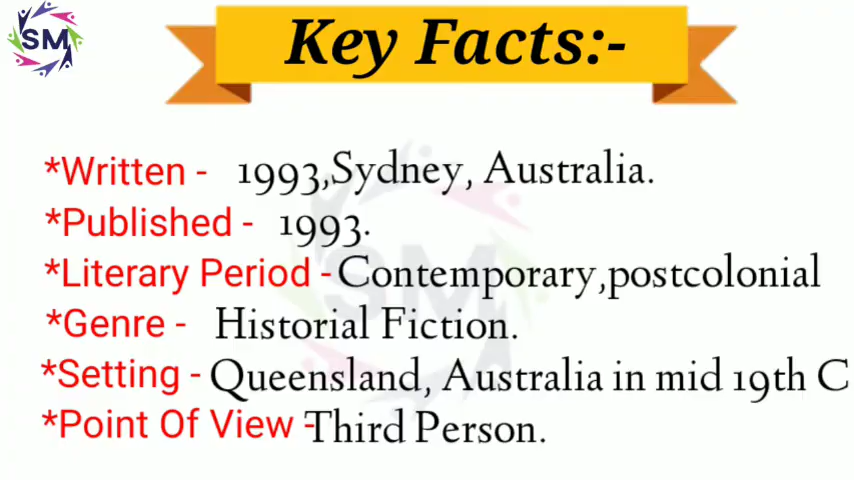 SM
Key Facts:-
*Written - 1993,Sydney, Australia.
*Published - 1993.
*Literary Period - Contemporary,postcolonial
*Genre - Historial Fiction.
*Setting - Queensland, Australia in mid 19th C
*Point Of View - Third Person.